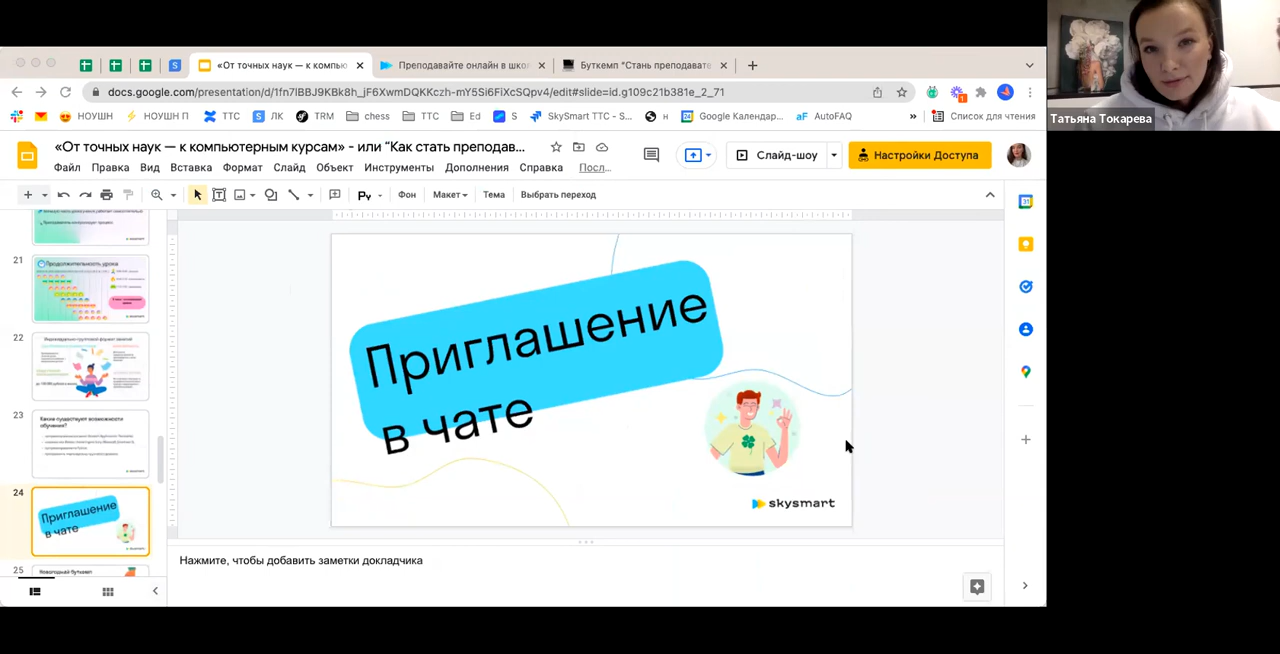 «От точных наук — к компью
Преподавайте онлайн в шко
Буткемп "Стань преподавате
docs.google.com/presentation/d/1fn7IBBJ9KBk8h_jF6XwmDQKKczh-mY5Si6FiXcSQpv4/edit#slide=id.g109c21b381e_2_71
НОУШН
НОУШН П
ТТС
ЛК
TRM
chess
ТТС
Ed
S
SkySmart TTC - S...
н
Google Календар...
aF AutoFAQ
»
Список для чтения
Татьяна Токарева
«От точных наук — к компьютерным курсам» - или "Как стать преподав...
Слайд-шоу
Настройки Доступа
Файл Правка Вид Вставка Формат Слайд Объект Инструменты Дополнения Справка Посл...
Фон Макет Тема Выбрать переход
21
Продолжительность урока
22
Индивидуально-групповой формат занятий
23
Какие существуют возможности
обучения?
24
Приглашение
в чате
25
Новогодний буткемп
Приглашение
в чате
skysmart
Нажмите, чтобы добавить заметки докладчика